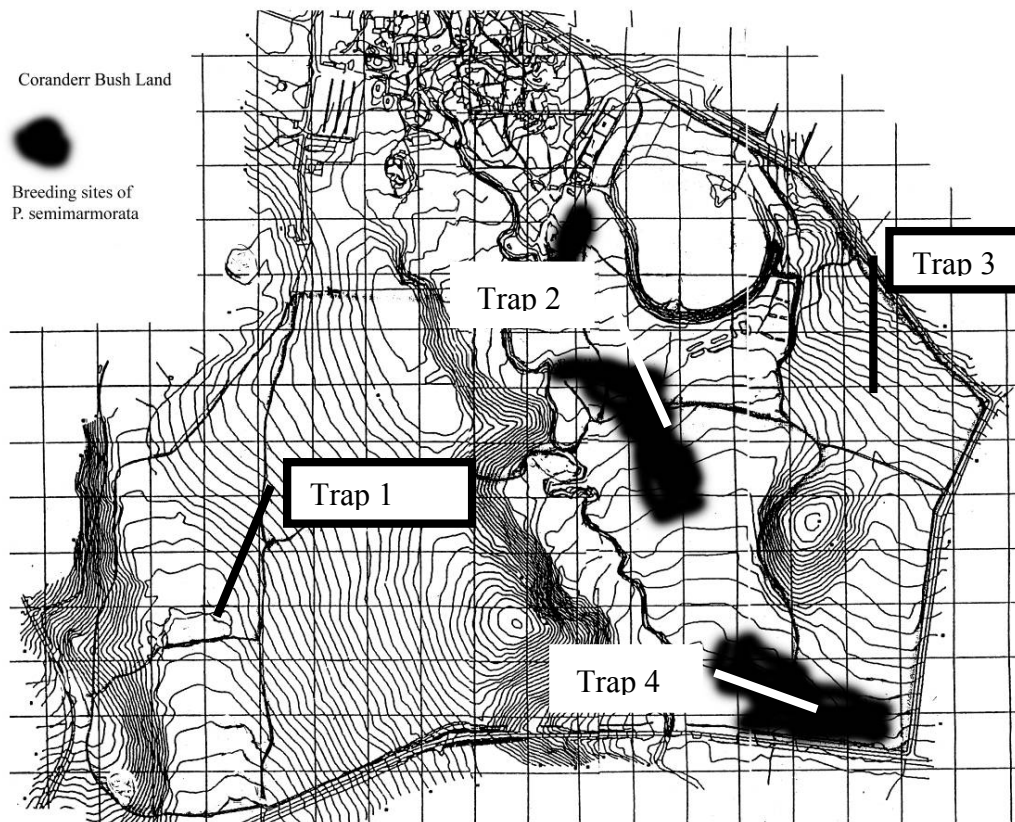 Coranderr Bush Land
Breeding sites of
P. semimarmorata
Trap 3
Trap 2
Trap 1
Trap 4